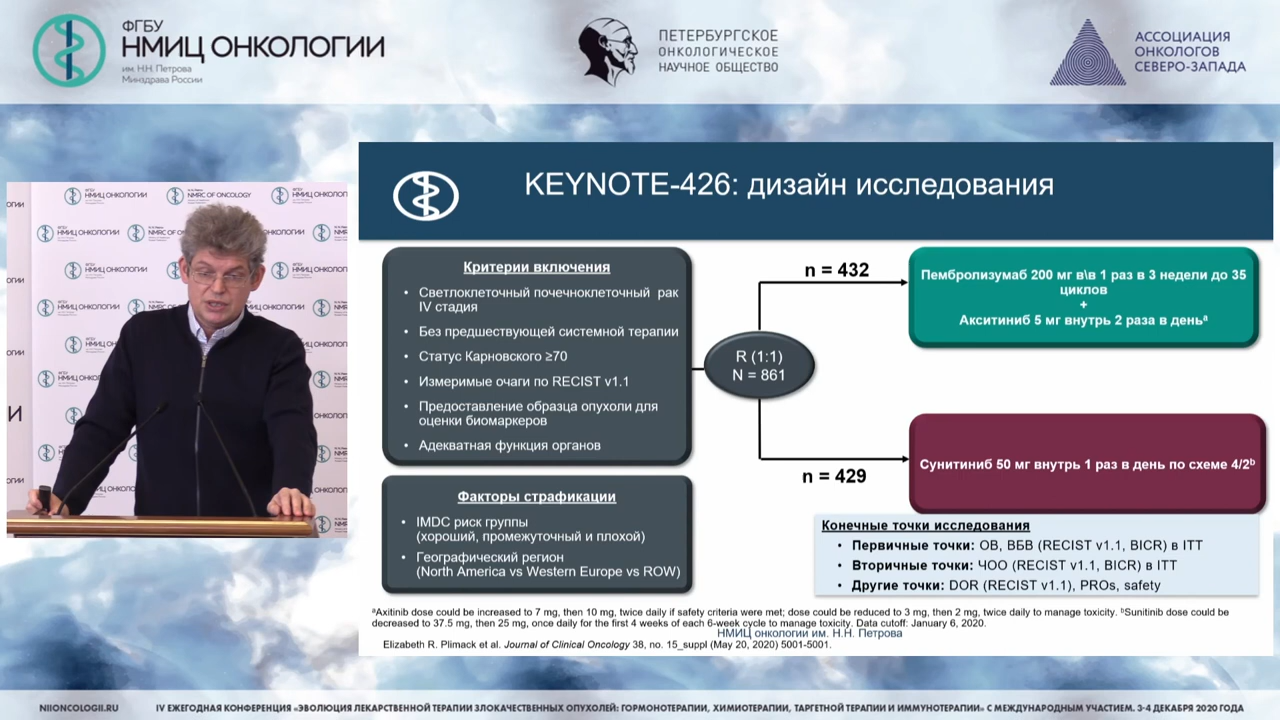 ФГБУ
НМИЦ ОНКОЛОГИИ
им. Н.Н. Петрова
Минздрава России
ПЕТЕРБУРГСКОЕ
ОНКОЛОГИЧЕСКОЕ
НАУЧНОЕ ОБЩЕСТВО
АССОЦИАЦИЯ
ОНКОЛОГОВ
СЕВЕРО-ЗАПАДА
KEYNOTE-426: дизайн исследования
Критерии включения
• Светлоклеточный почечноклеточный рак
IV стадия
• Без предшествующей системной терапии
• Статус Карновского ≥70
• Измеримые очаги по RECIST v1.1
• Предоставление образца опухоли для
оценки биомаркеров
• Адекватная функция органов
Факторы страфикации
• IMDC риск группы
(хороший, промежуточный и плохой)
• Географический регион
(North America vs Western Europe vs ROW)
R (1:1)
N = 861
n = 432
n = 429
Пембролизумаб 200 мг в\в 1 раз в 3 недели до 35
циклов
+
Акситиниб 5 мг внутрь 2 раза в деньᵃ
Сунитиниб 50 мг внутрь 1 раз в день по схеме 4/2ᵇ
Конечные точки исследования
• Первичные точки: ОВ, ВБВ (RECIST v1.1, BICR) в ITT
• Вторичные точки: ЧОО (RECIST v1.1, BICR) в ITT
• Другие точки: DOR (RECIST v1.1), PROs, safety
ᵃAxitinib dose could be increased to 7 mg, then 10 mg, twice daily if safety criteria were met; dose could be reduced to 3 mg, then 2 mg, twice daily to manage toxicity. ᵇSunitinib dose could be
decreased to 37.5 mg, then 25 mg, once daily for the first 4 weeks of each 6-week cycle to manage toxicity. Data cutoff: January 6, 2020.
НМИЦ онкологии им. Н.Н. Петрова
Elizabeth R. Plimack et al. Journal of Clinical Oncology 38, no. 15_suppl (May 20, 2020) 5001-5001.
NIIONCOLOGII.RU
IV ЕЖЕГОДНАЯ КОНФЕРЕНЦИЯ «ЭВОЛЮЦИЯ ЛЕКАРСТВЕННОЙ ТЕРАПИИ ЗЛОКАЧЕСТВЕННЫХ ОПУХОЛЕЙ: ГОРМОНОТЕРАПИИ, ХИМИОТЕРАПИИ, ТАРГЕТНОЙ ТЕРАПИИ И ИММУНОТЕРАПИИ» С МЕЖДУНАРОДНЫМ УЧАСТИЕМ. 3-4 ДЕКАБРЯ 2020 ГОДА